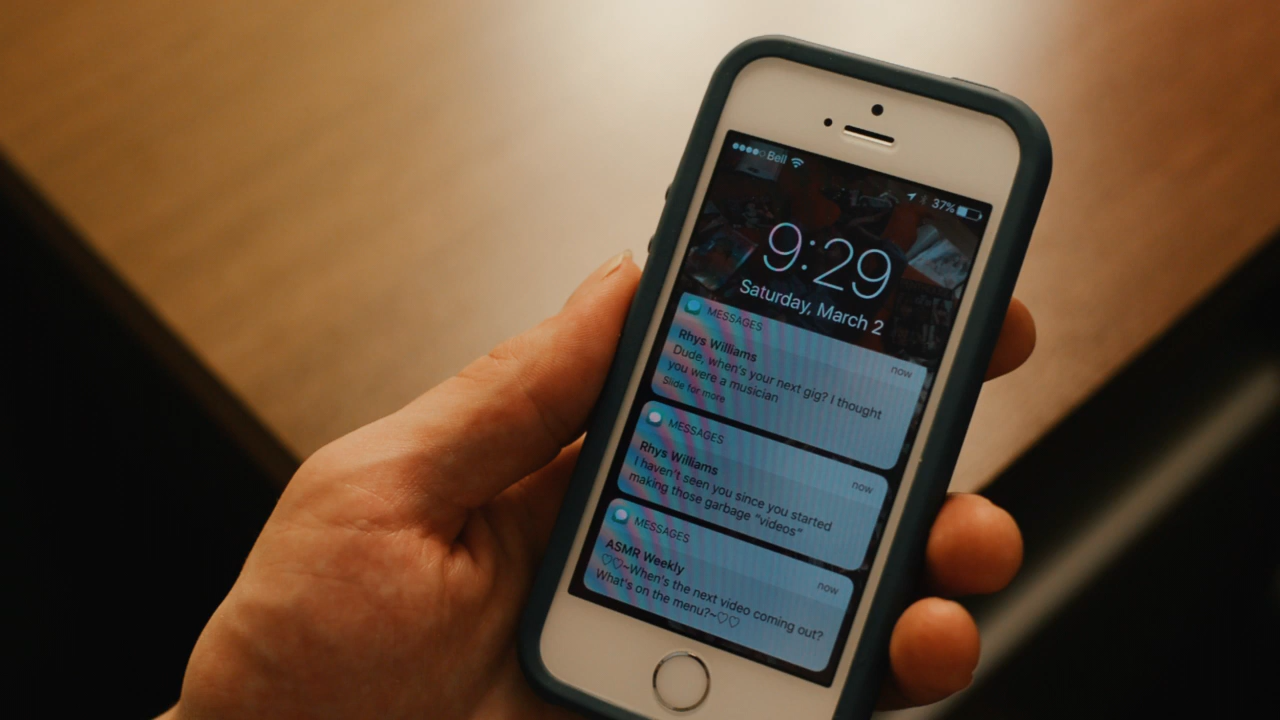 Bell 37%
9:29
Saturday, March 2
MESSAGES now
Rhys Williams
Dude, when's your next gig? I thought
you were a musician
Slide for more
MESSAGES now
Rhys Williams
I haven't seen you since you started
making those garbage "videos"
MESSAGES now
ASMR Weekly
♡♡~When's the next video coming out?
What's on the menu?~♡♡